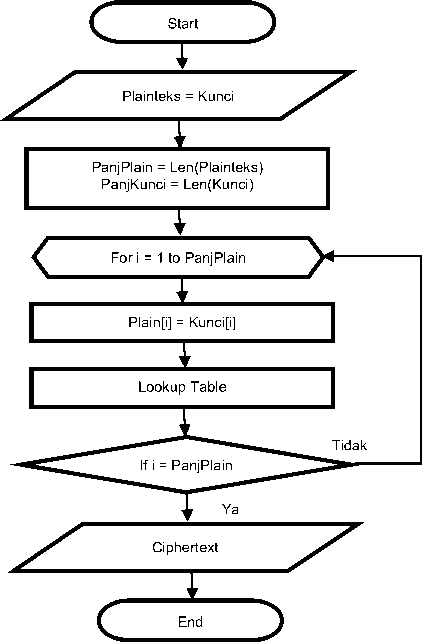 Start
Plainteks = Kunci
PanjPlain = Len(Plainteks)
PanjKunci = Len(Kunci)
For i = 1 to PanjPlain
Plain[i] = Kunci[i]
Lookup Table
Tidak
If i = PanjPlain
Ya
Ciphertext
End